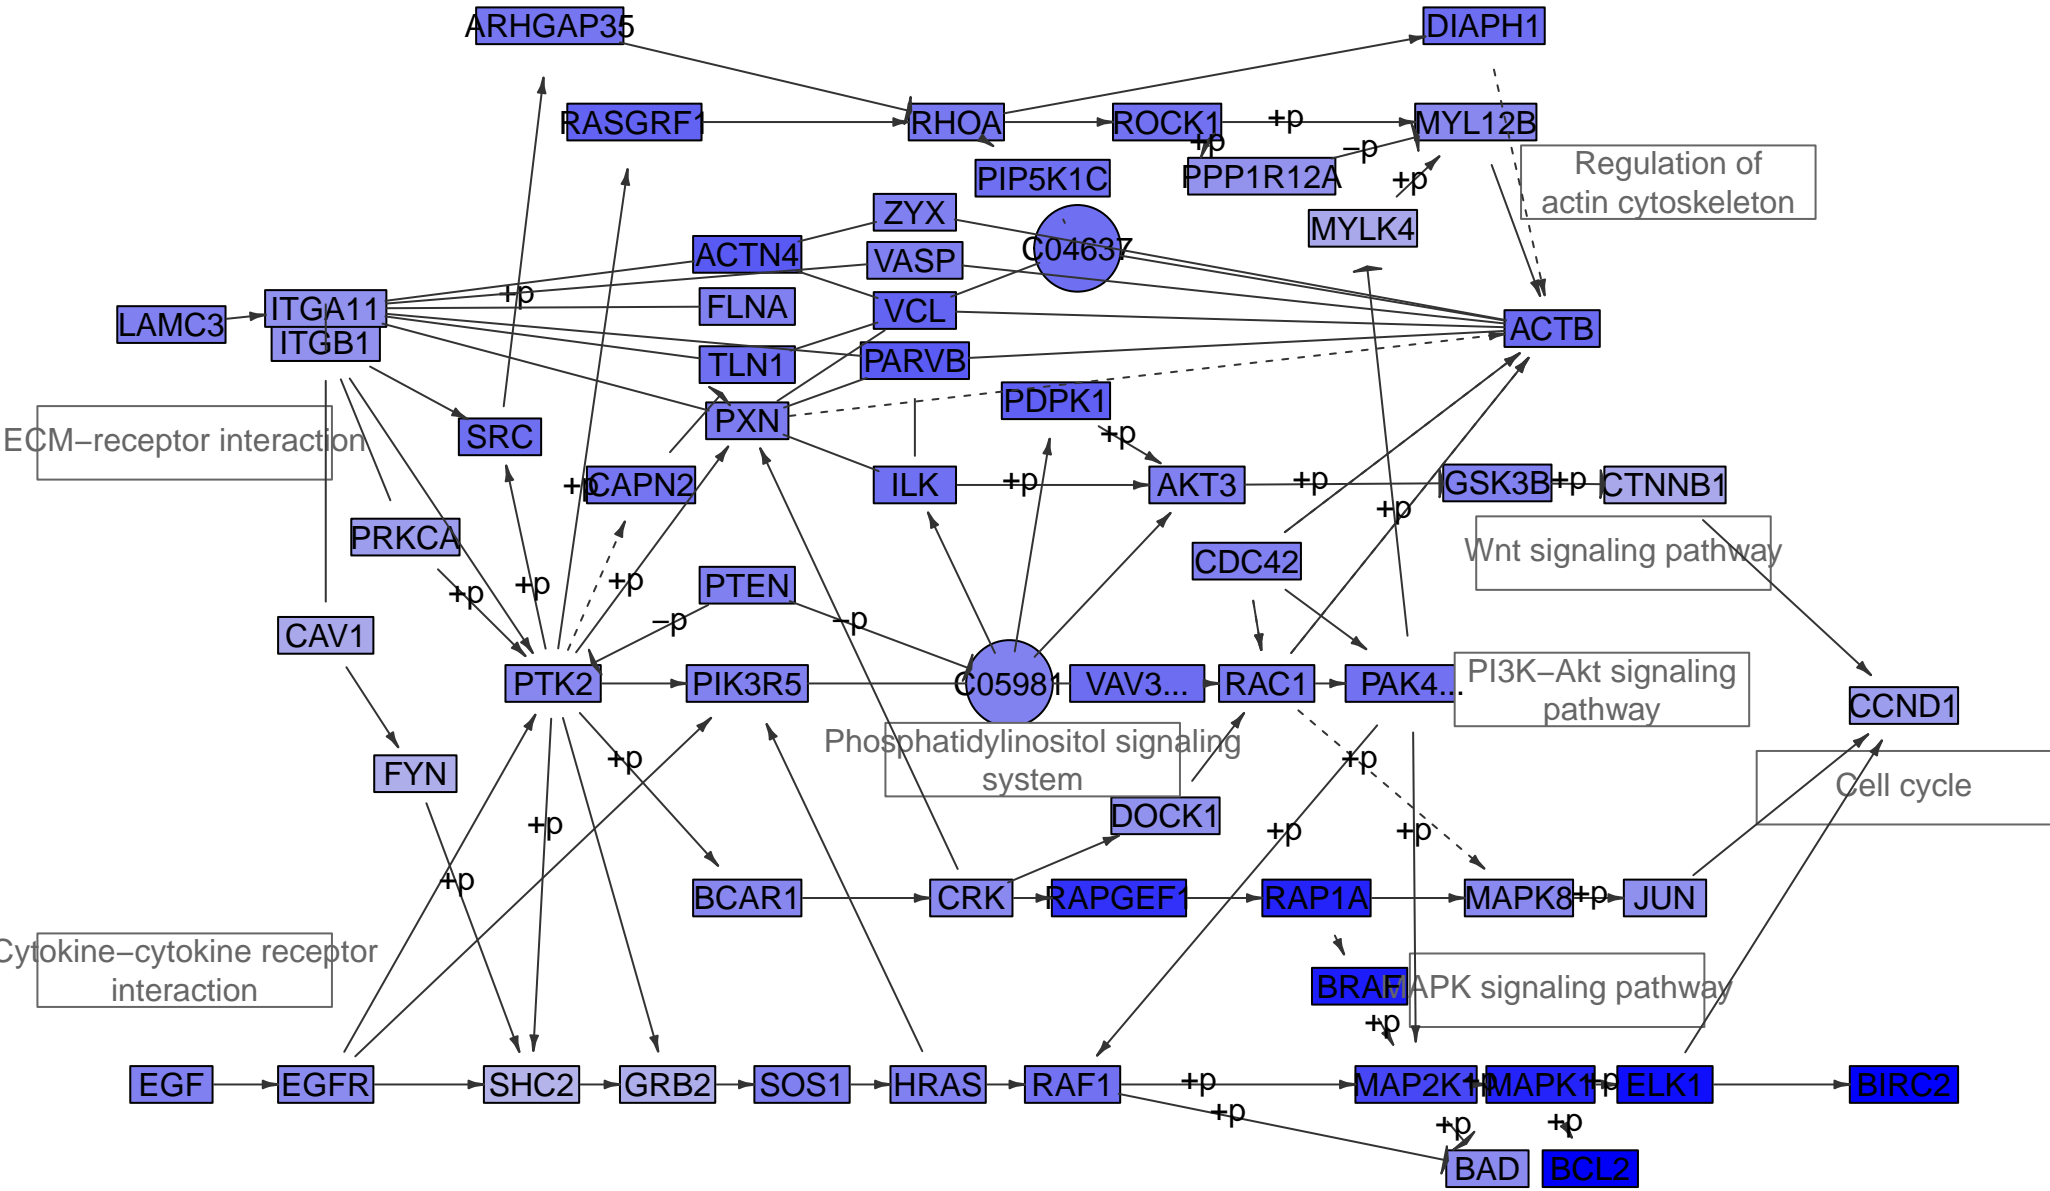 ARHGAP35
DIAPH1
RASGRF1
RHOA
ROCK1
+p
MYL12B
+p
−p
PIP5K1C
PPP1R12A
+p
Regulation of
actin cytoskeleton
ZYX
MYLK4
ACTN4
VASP
C04637
+p
ITGA11
FLNA
VCL
LAMC3
ITGB1
ACTB
TLN1
PARVB
PDPK1
PXN
+p
ECM−receptor interaction
SRC
+p
CAPN2
ILK
+p
AKT3
+p
GSK3B
+p
CTNNB1
+p
PRKCA
CDC42
Wnt signaling pathway
+p
+p
+p
PTEN
−p
−p
CAV1
PTK2
PIK3R5
C05981
VAV3...
RAC1
PAK4...
PI3K−Akt signaling
pathway
CCND1
Phosphatidylinositol signaling
system
+p
+p
FYN
Cell cycle
DOCK1
+p
+p
+p
+p
BCAR1
CRK
RAPGEF1
RAP1A
MAPK8
+p
JUN
Cytokine−cytokine receptor
interaction
BRAF
MAPK signaling pathway
+p
EGF
EGFR
SHC2
GRB2
SOS1
HRAS
RAF1
+p
MAP2K1
+p
MAPK1
+p
ELK1
BIRC2
+p
+p
+p
BAD
BCL2